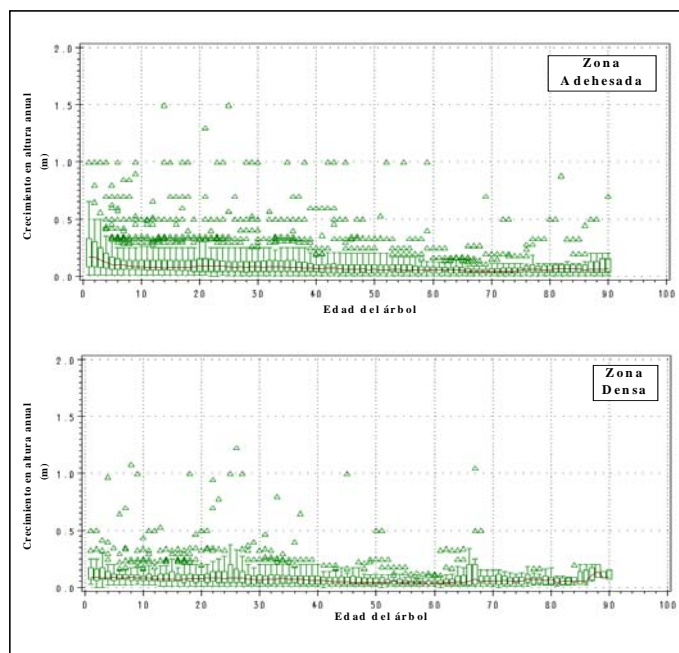 Zona
Adehesada
2.0
1.5
1.0
0.5
0.0
Crecimiento en altura anual
(m)
0 10 20 30 40 50 60 70 80 90 100
Edad del árbol
Zona
Densa
2.0
1.5
1.0
0.5
0.0
Crecimiento en altura anual
(m)
0 10 20 30 40 50 60 70 80 90 100
Edad del árbol